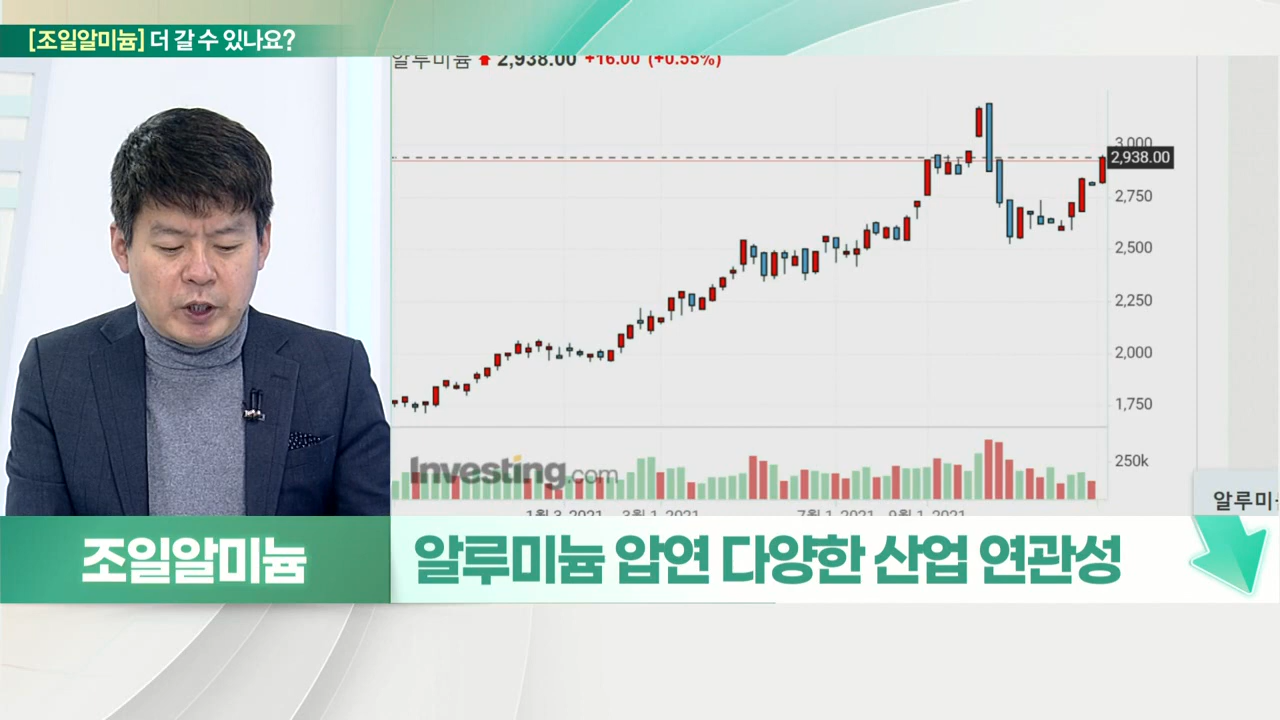 [조일알미늄] 더 갈 수 있나요?
알루미늄 2,938.00 +16.00 (+0.55%)
3,000
2,938.00
2,750
2,500
2,250
2,000
1,750
Investing.com
250k
1월 3, 2021 3월 1, 2021 7월 1, 2021 9월 1, 2021
알루미늄
조일알미늄
알루미늄 압연 다양한 산업 연관성